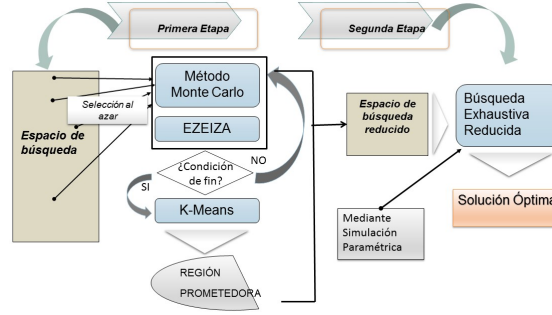 Primera Etapa
Segunda Etapa
Método
Monte Carlo
EZEIZA
Selección al
azar
Espacio de
búsqueda
¿Condición
de fin?
NO
SI
K-Means
REGIÓN
PROMETEDORA
Espacio de
búsqueda
reducido
Búsqueda
Exhaustiva
Reducida
Solución Óptima
Mediante
Simulación
Paramétrica